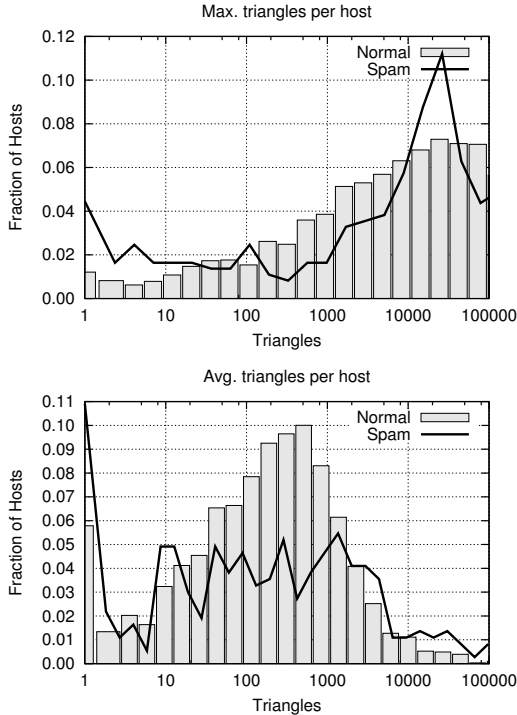 Max. triangles per host
0.12
0.10
0.08
0.06
0.04
0.02
0.00
Fraction of Hosts
Normal
Spam
1 10 100 1000 10000 100000
Triangles
Avg. triangles per host
0.11
0.10
0.09
0.08
0.07
0.06
0.05
0.04
0.03
0.02
0.01
0.00
Fraction of Hosts
Normal
Spam
1 10 100 1000 10000 100000
Triangles